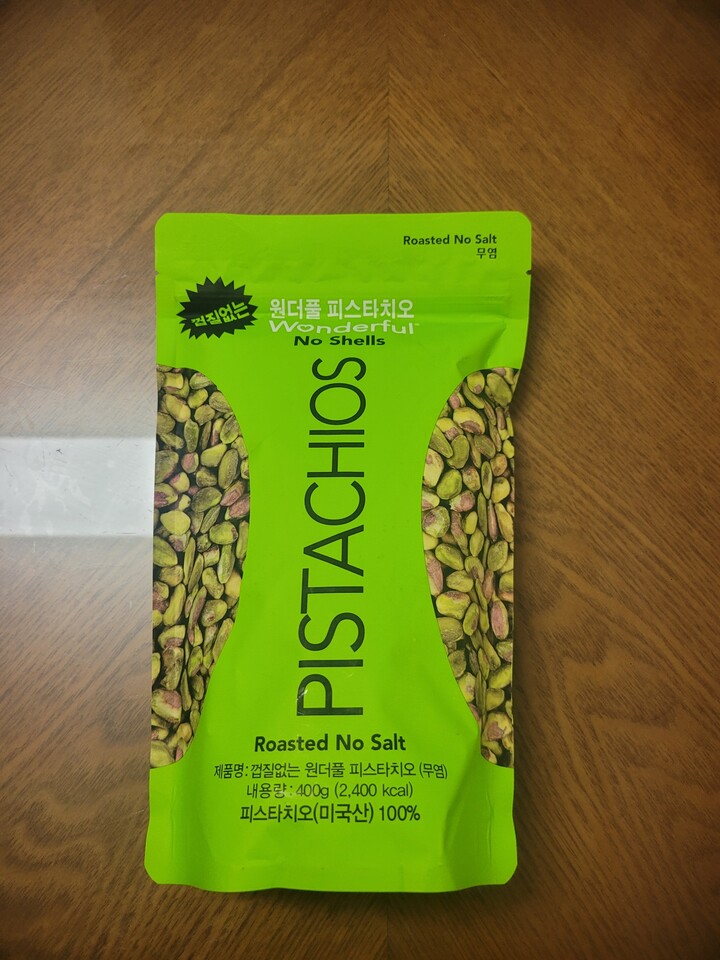 Roasted No Salt
무염
껍질없는
원더풀 피스타치오
Wonderful™
No Shells
PISTACHIOS
Roasted No Salt
제품명: 껍질없는 원더풀 피스타치오 (무염)
내용량: 400g (2,400 kcal)
피스타치오(미국산) 100%